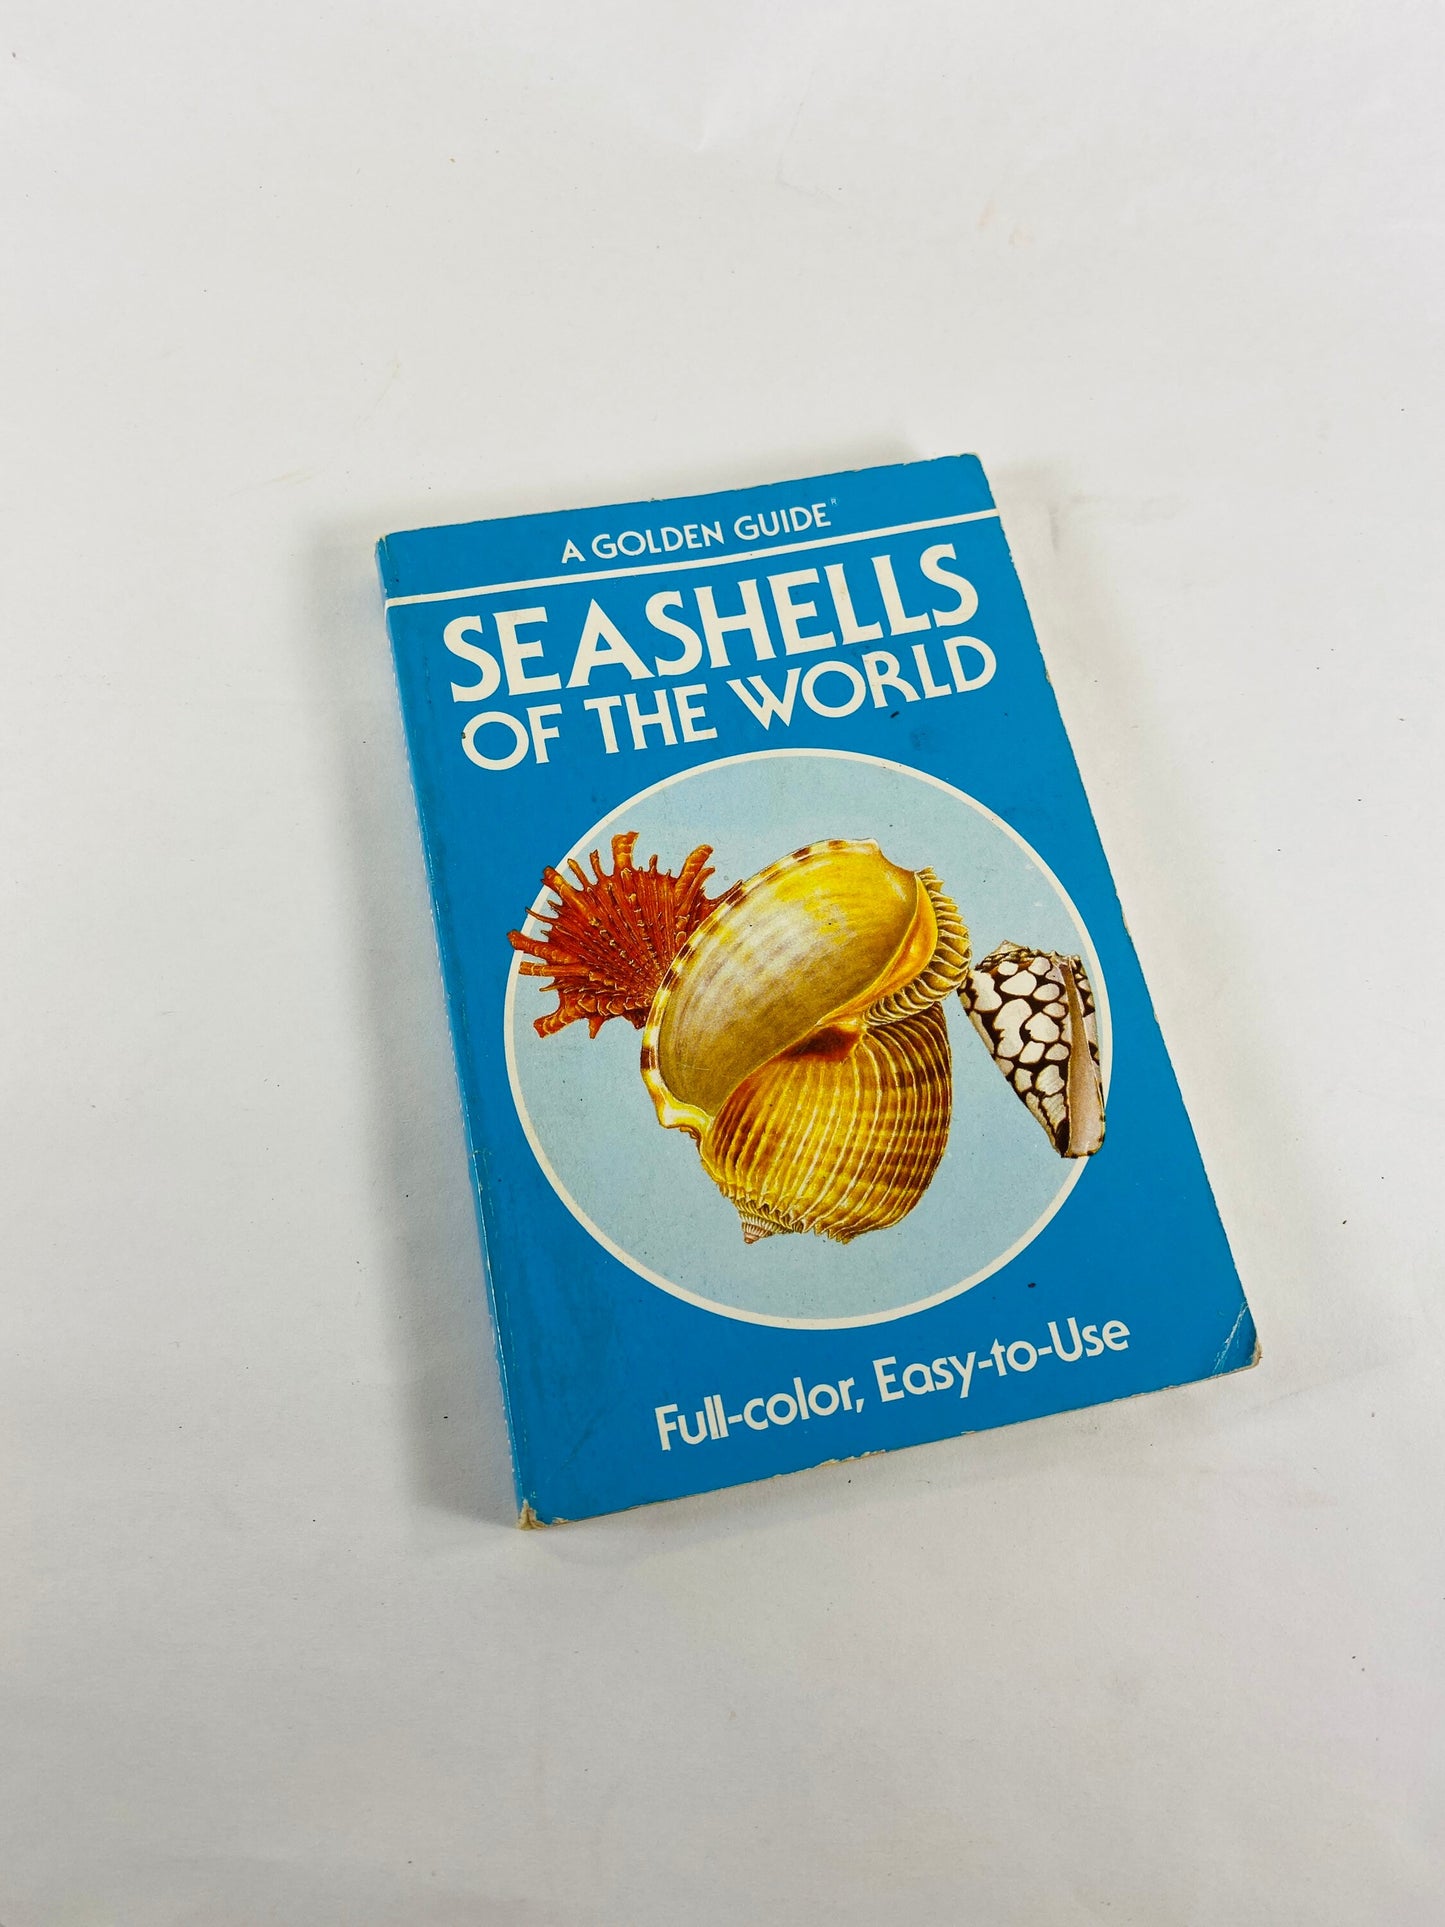 A GOLDEN GUIDE®
SEASHELLS
OF THE WORLD
Full-color, Easy-to-Use